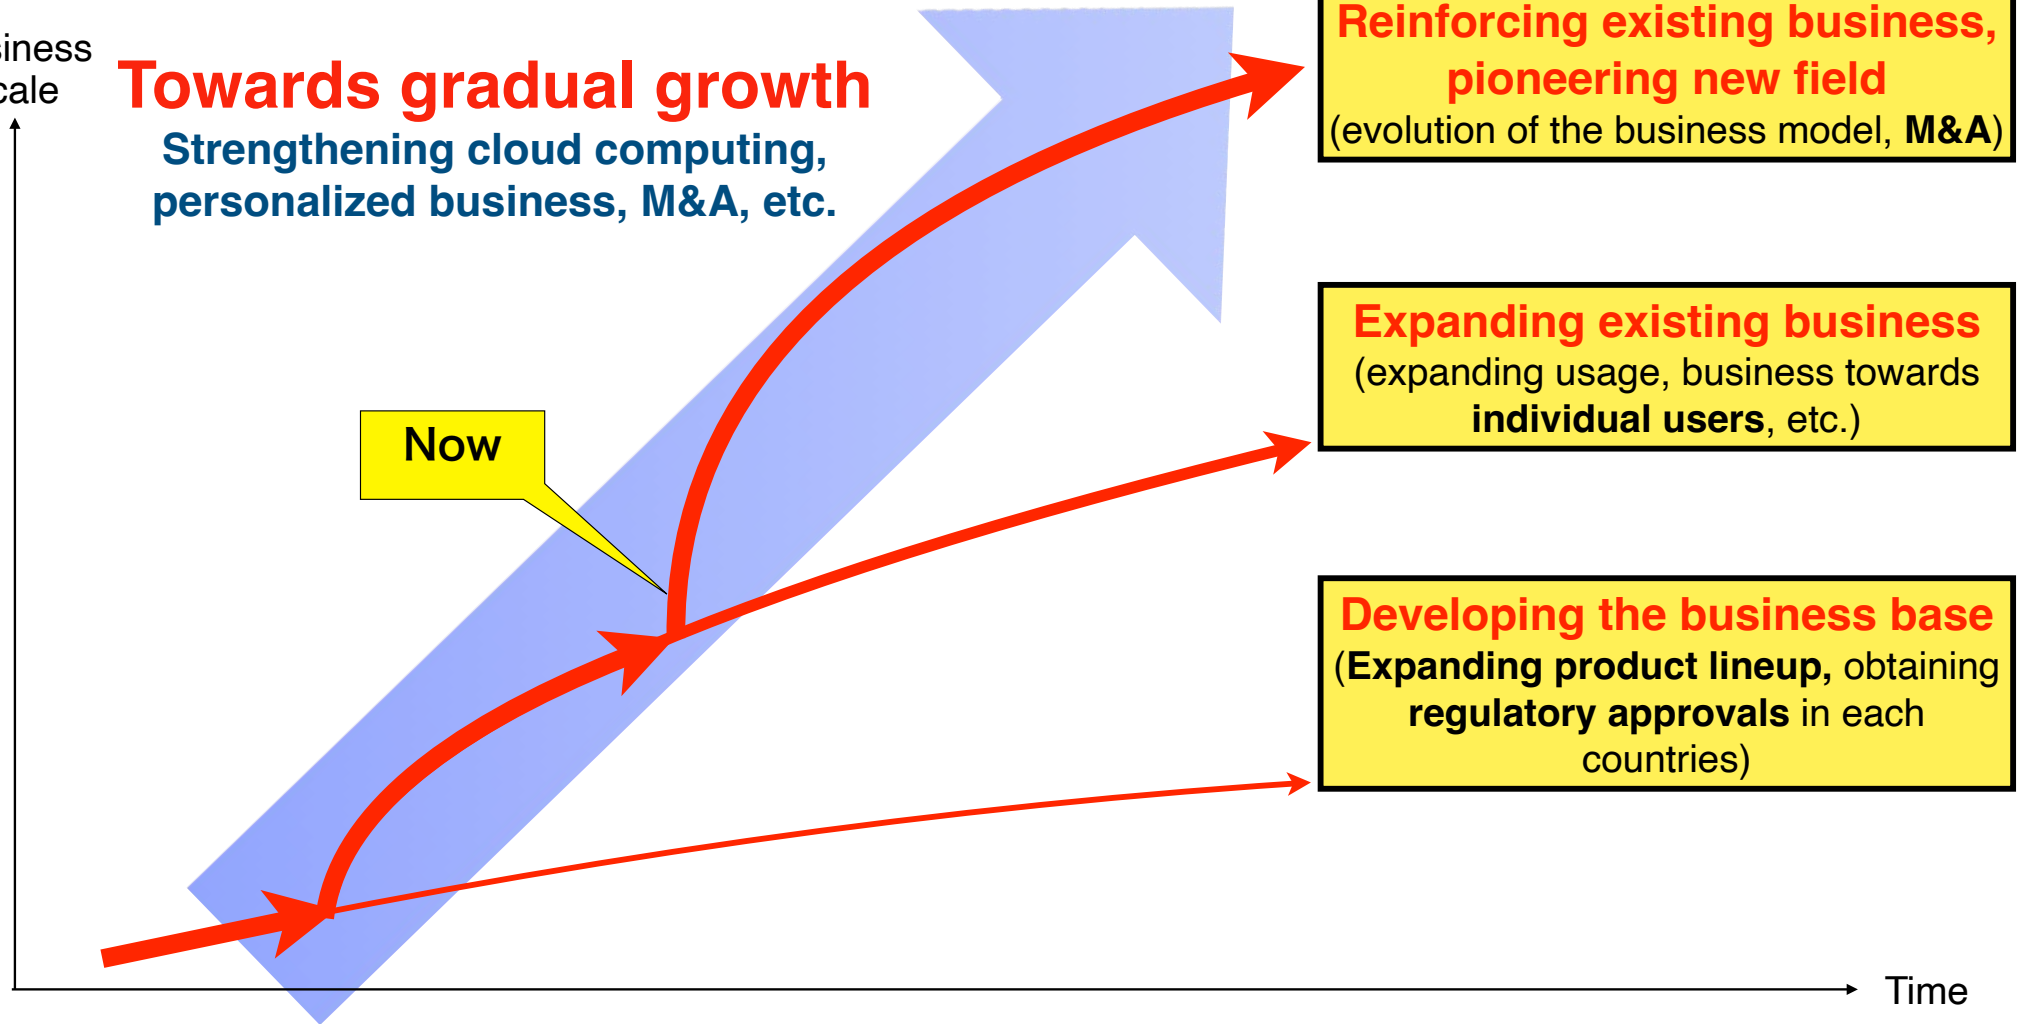 siness
cale
Towards gradual growth
Strengthening cloud computing,
personalized business, M&A, etc.
Reinforcing existing business,
pioneering new field
(evolution of the business model, M&A)
Now
Expanding existing business
(expanding usage, business towards
individual users, etc.)
Developing the business base
(Expanding product lineup, obtaining
regulatory approvals in each
countries)
Time